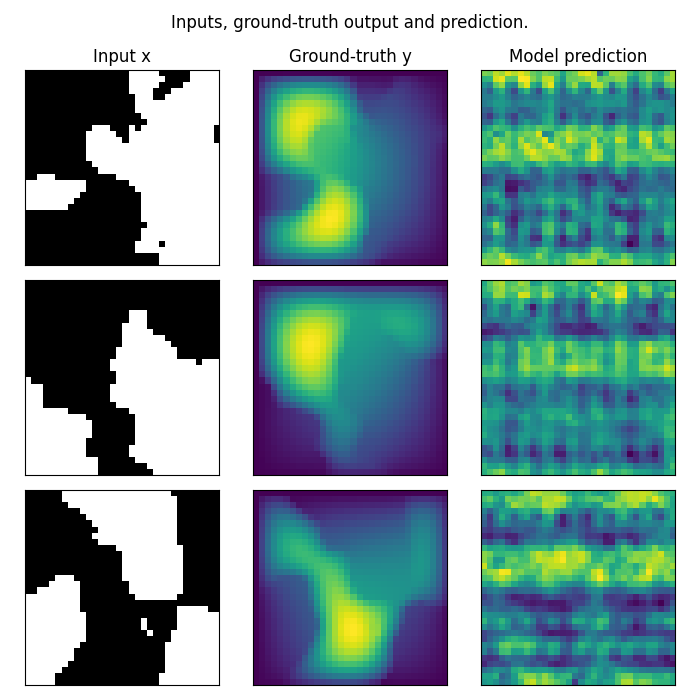 Inputs, ground-truth output and prediction.
Input x
Ground-truth y
Model prediction